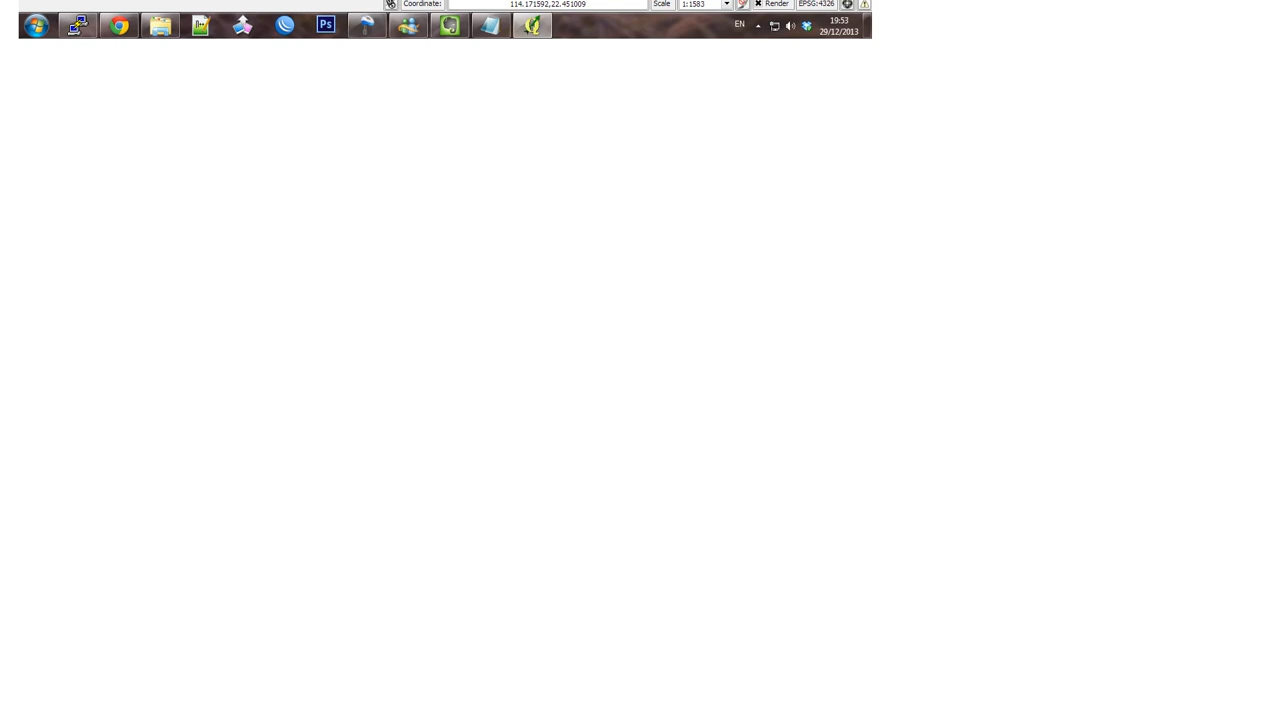 Coordinate: 114.171592,22.451009 Scale 1:1583 Render EPSG:4326
Ps EN 19:53
29/12/2013